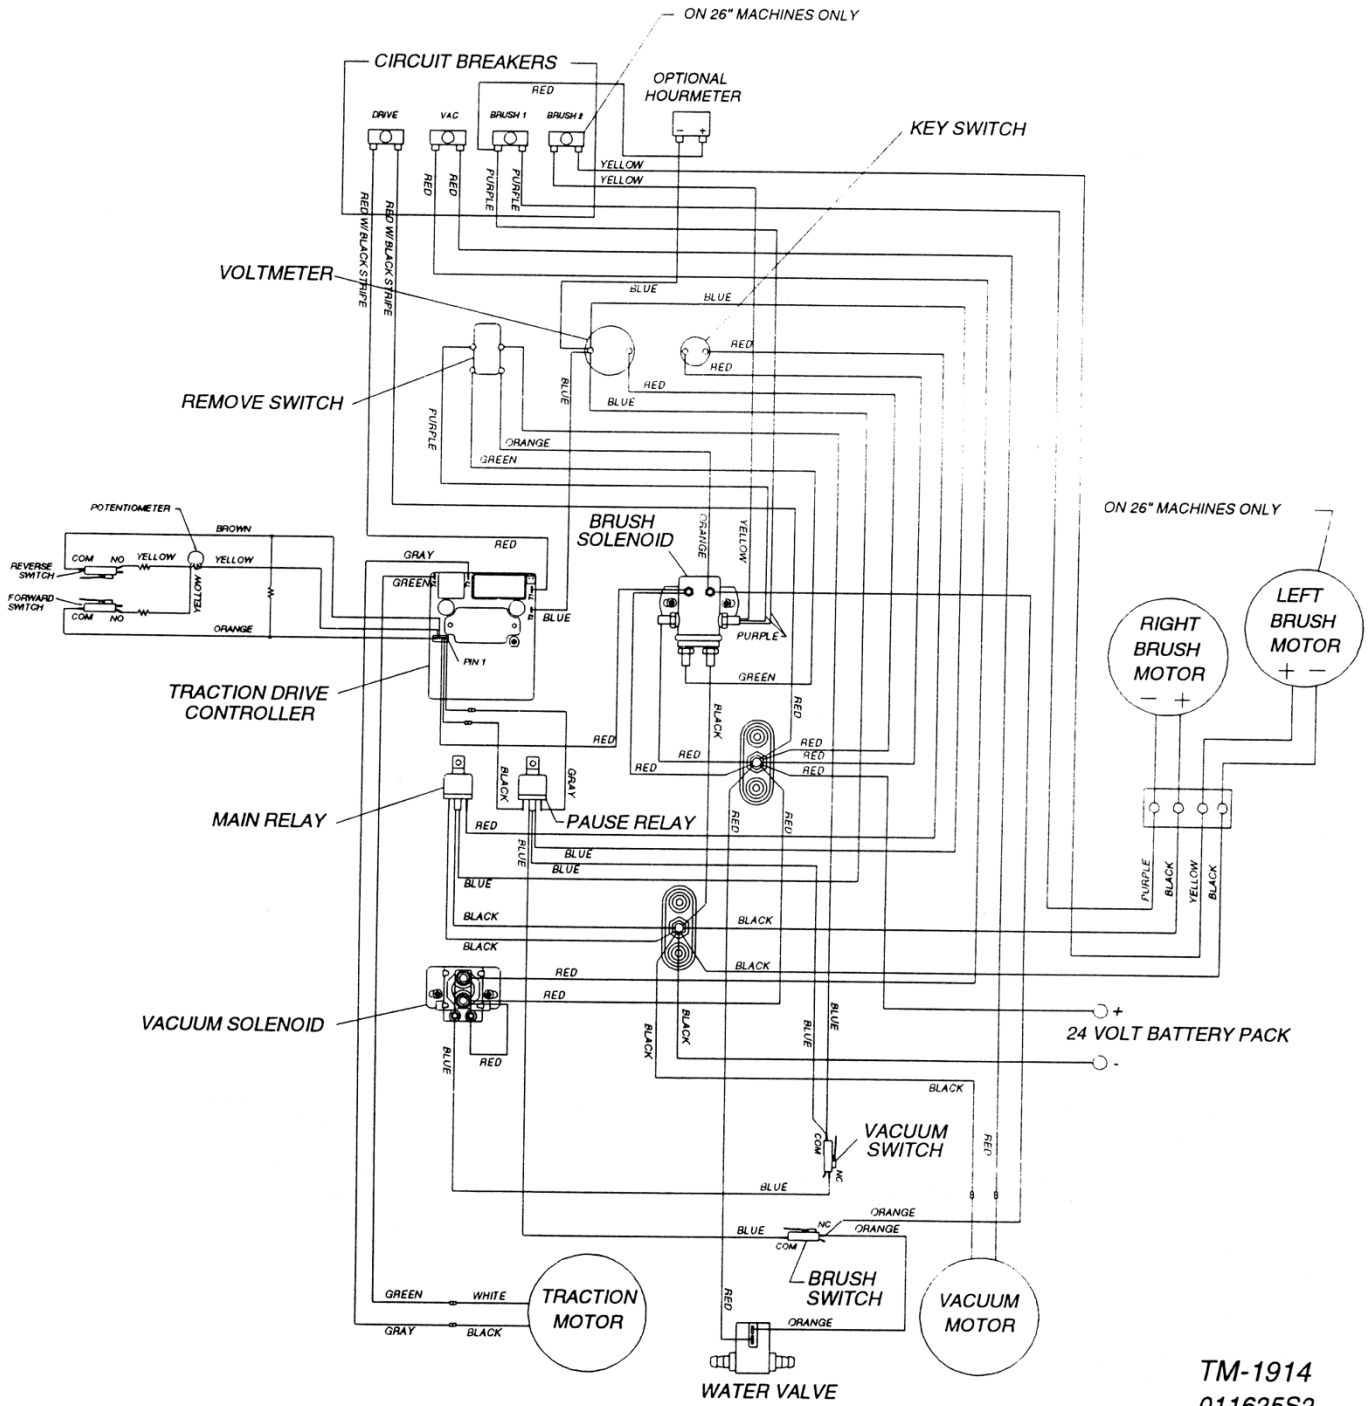 ON 26" MACHINES ONLY
CIRCUIT BREAKERS
RED
OPTIONAL
HOURMETER
DRIVE
VAC
BRUSH 1
BRUSH 2
- +
KEY SWITCH
YELLOW
YELLOW
RED
RED
PURPLE
PURPLE
RED W/ BLACK STRIPE
RED W/ BLACK STRIPE
VOLTMETER
BLUE
BLUE
RED
RED
BLUE
RED
BLUE
REMOVE SWITCH
PURPLE
ORANGE
GREEN
ON 26" MACHINES ONLY
POTENTIOMETER
BROWN
BRUSH
SOLENOID
ORANGE
YELLOW
RED
GRAY
COM NO YELLOW
YELLOW
REVERSE
SWITCH
GREEN
YELLOW
FORWARD
SWITCH
COM NO
ORANGE
BLUE
PURPLE
LEFT
BRUSH
MOTOR
+ -
RIGHT
BRUSH
MOTOR
- +
PIN 1
GREEN
TRACTION DRIVE
CONTROLLER
BLACK
RED
RED
RED
RED
RED
RED
RED
RED
BLACK
GRAY
MAIN RELAY
RED
PAUSE RELAY
RED
RED
BLUE
BLUE
BLUE
BLUE
PURPLE
BLACK
YELLOW
BLACK
BLACK
BLACK
BLACK
BLACK
RED
RED
VACUUM SOLENOID
+
24 VOLT BATTERY PACK
-
BLUE
RED
BLACK
BLACK
BLUE
BLUE
BLACK
COM
VACUUM
SWITCH
NC
RED
BLUE
ORANGE
BLUE
NC
ORANGE
COM
BRUSH
SWITCH
GREEN
WHITE
GRAY
BLACK
TRACTION
MOTOR
RED
ORANGE
VACUUM
MOTOR
WATER VALVE
TM-1914